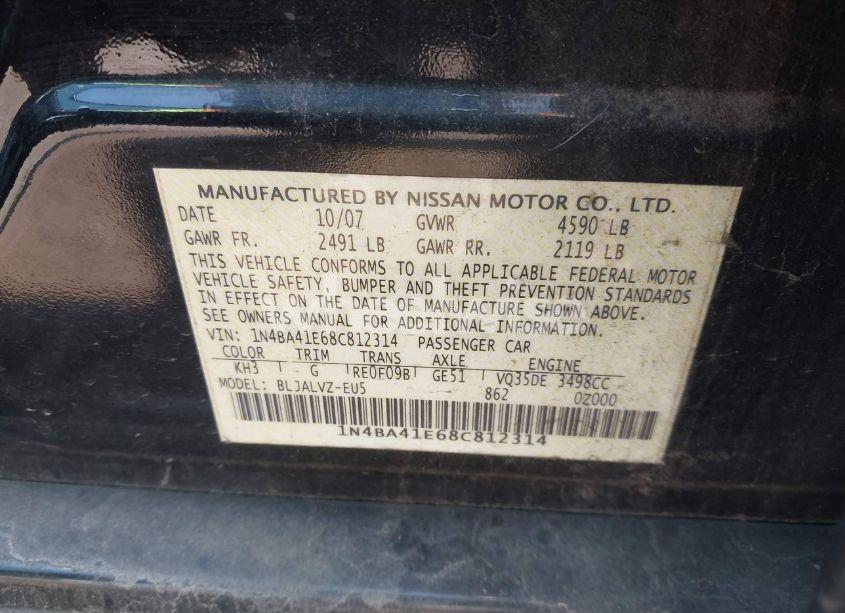 MANUFACTURED BY NISSAN MOTOR CO., LTD.
DATE 10/07 GVWR 4590 LB
GAWR FR. 2491 LB GAWR RR. 2119 LB
THIS VEHICLE CONFORMS TO ALL APPLICABLE FEDERAL MOTOR
VEHICLE SAFETY, BUMPER AND THEFT PREVENTION STANDARDS
IN EFFECT ON THE DATE OF MANUFACTURE SHOWN ABOVE.
SEE OWNERS MANUAL FOR ADDITIONAL INFORMATION.
VIN: 1N4BA41E68C812314 PASSENGER CAR
COLOR TRIM TRANS AXLE ENGINE
KH3 G RE0F09B GE51 VQ35DE 3498CC
MODEL: BLJALVZ-EU5 862 0Z000
1N4BA41E68C812314